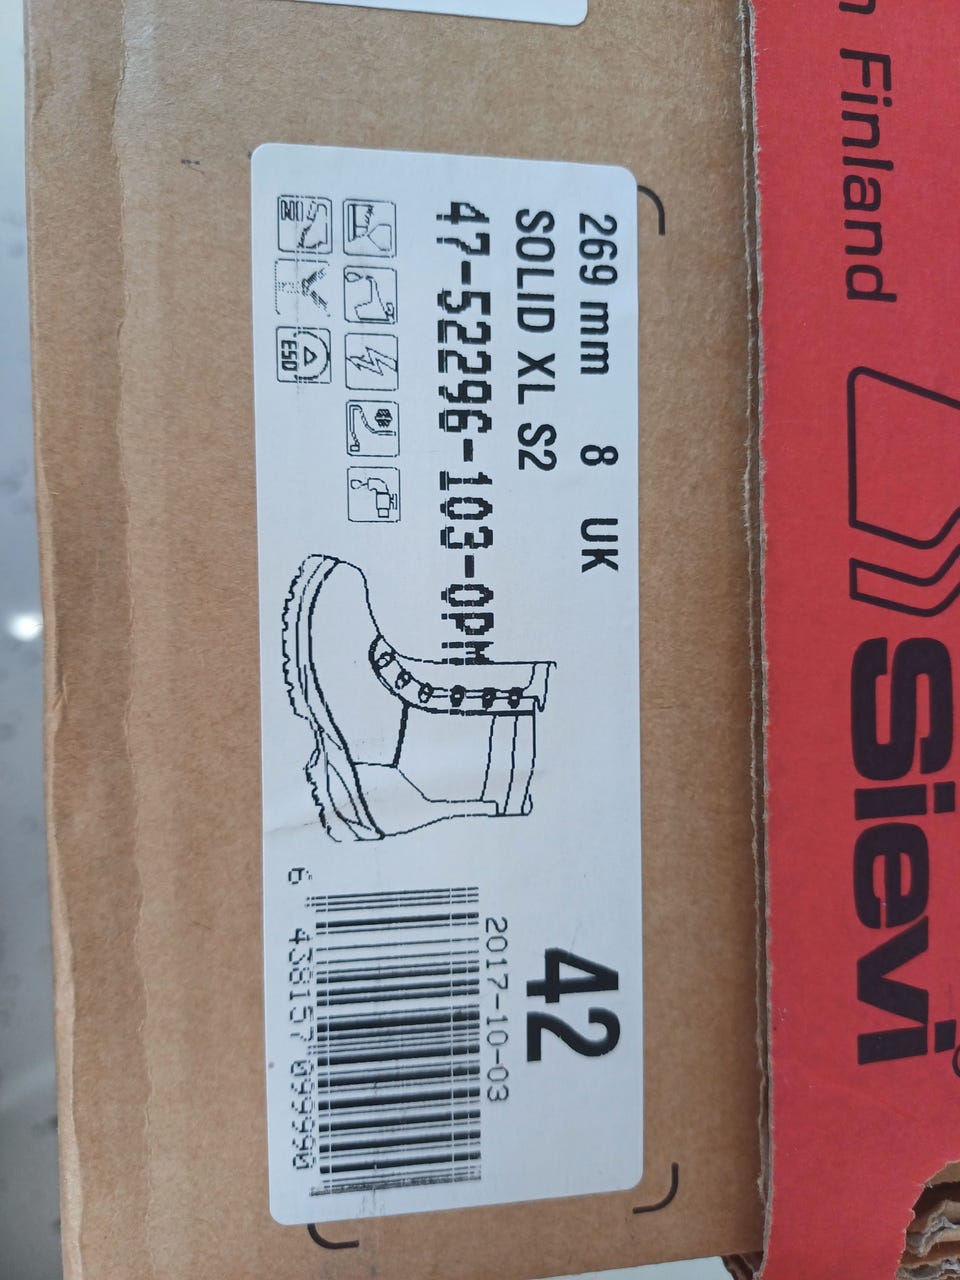 n Finland
sievi
269 mm 8 UK 42
SOLID XL S2
47-52296-103-0PM
2017-10-03
ESD
6 438157 099990